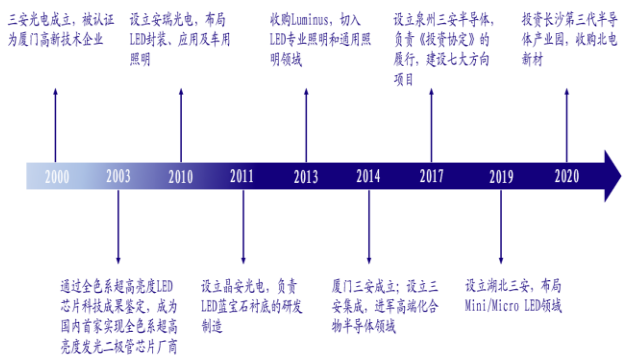 三安光电成立，被认证
为厦门高新技术企业
设立安瑞光电，布局
LED封装、应用及车用
照明
收购Luminus，切入
LED专业照明和通用照
明领域
设立泉州三安半导体，
负责《投资协定》的
履行，建设七大方向
项目
投资长沙第三代半导
体产业园，收购北电
新材
2000
2003
2010
2011
2013
2014
2017
2019
2020
通过全色系超高亮度LED
芯片科技成果鉴定，成为
国内首家实现全色系超高
亮度发光二极管芯片厂商
设立晶安光电，负责
LED蓝宝石衬底的研发
制造
厦门三安成立；设立三
安集成，进军高端化合
物半导体领域
设立湖北三安，布局
Mini/Micro LED领域